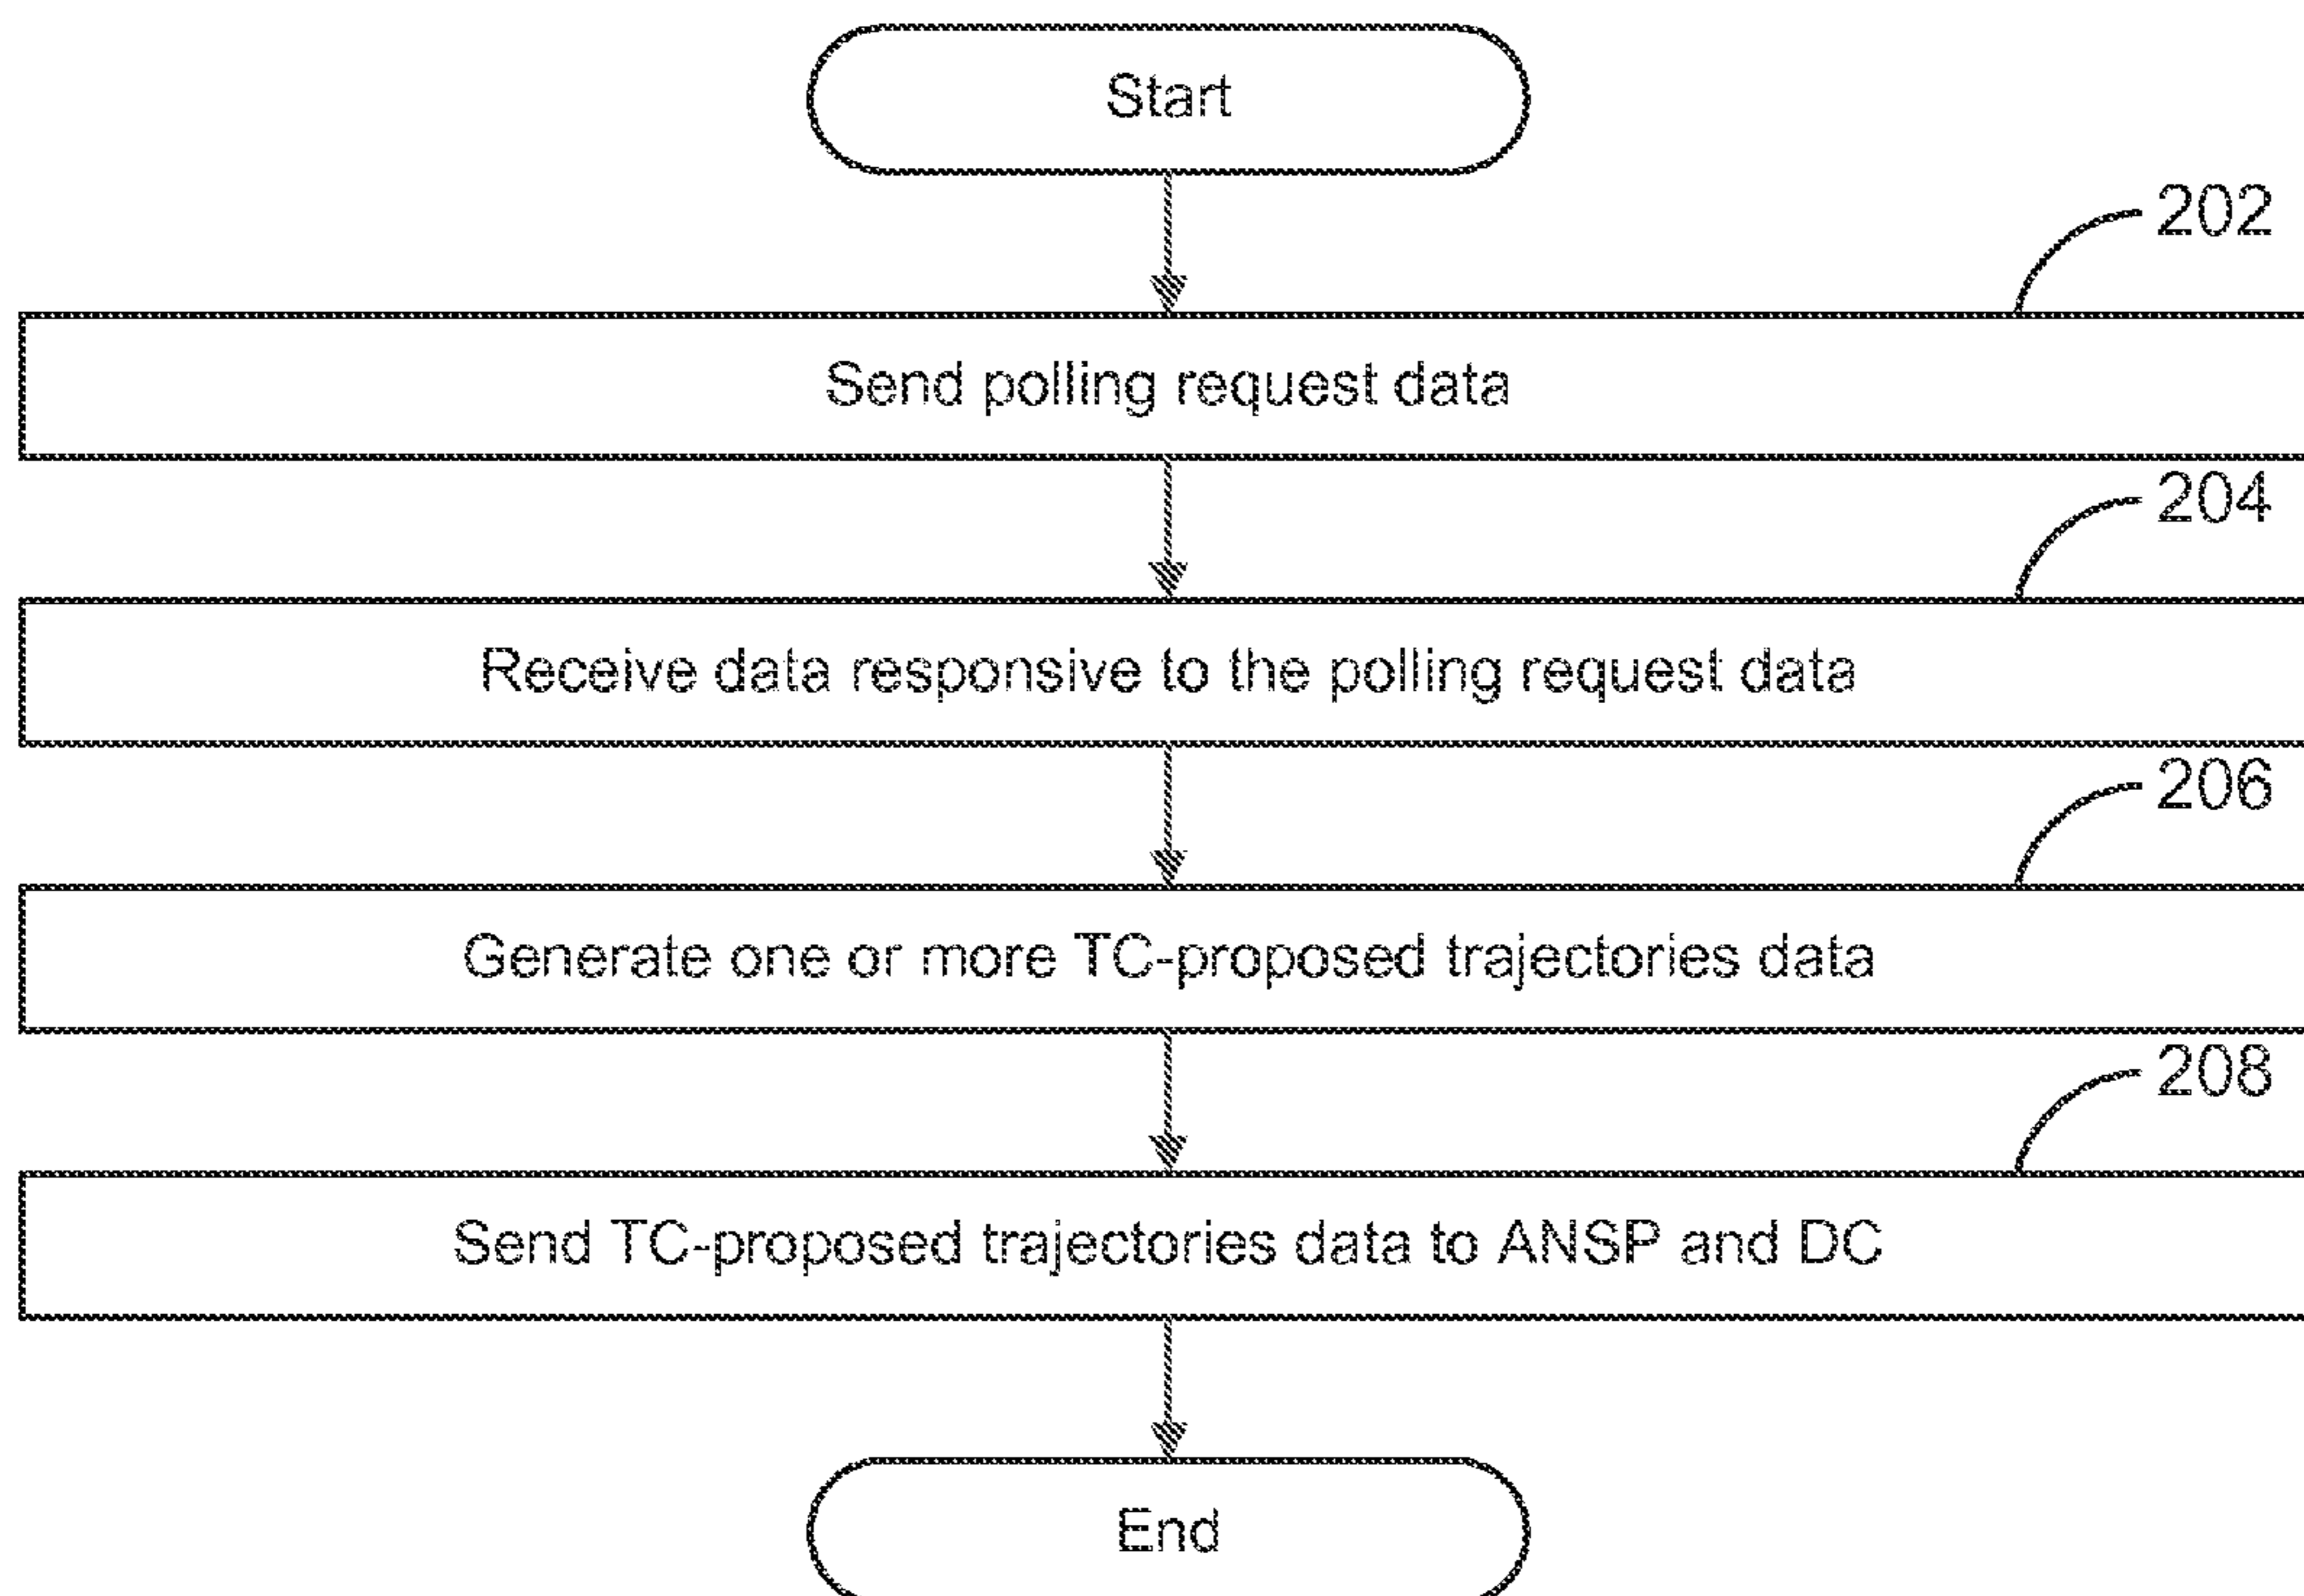 Start
202
Send polling request data
204
Receive data responsive to the polling request data
206
Generate one or more TC-proposed trajectories data
208
Send TC-proposed trajectories data to ANSP and DC
End